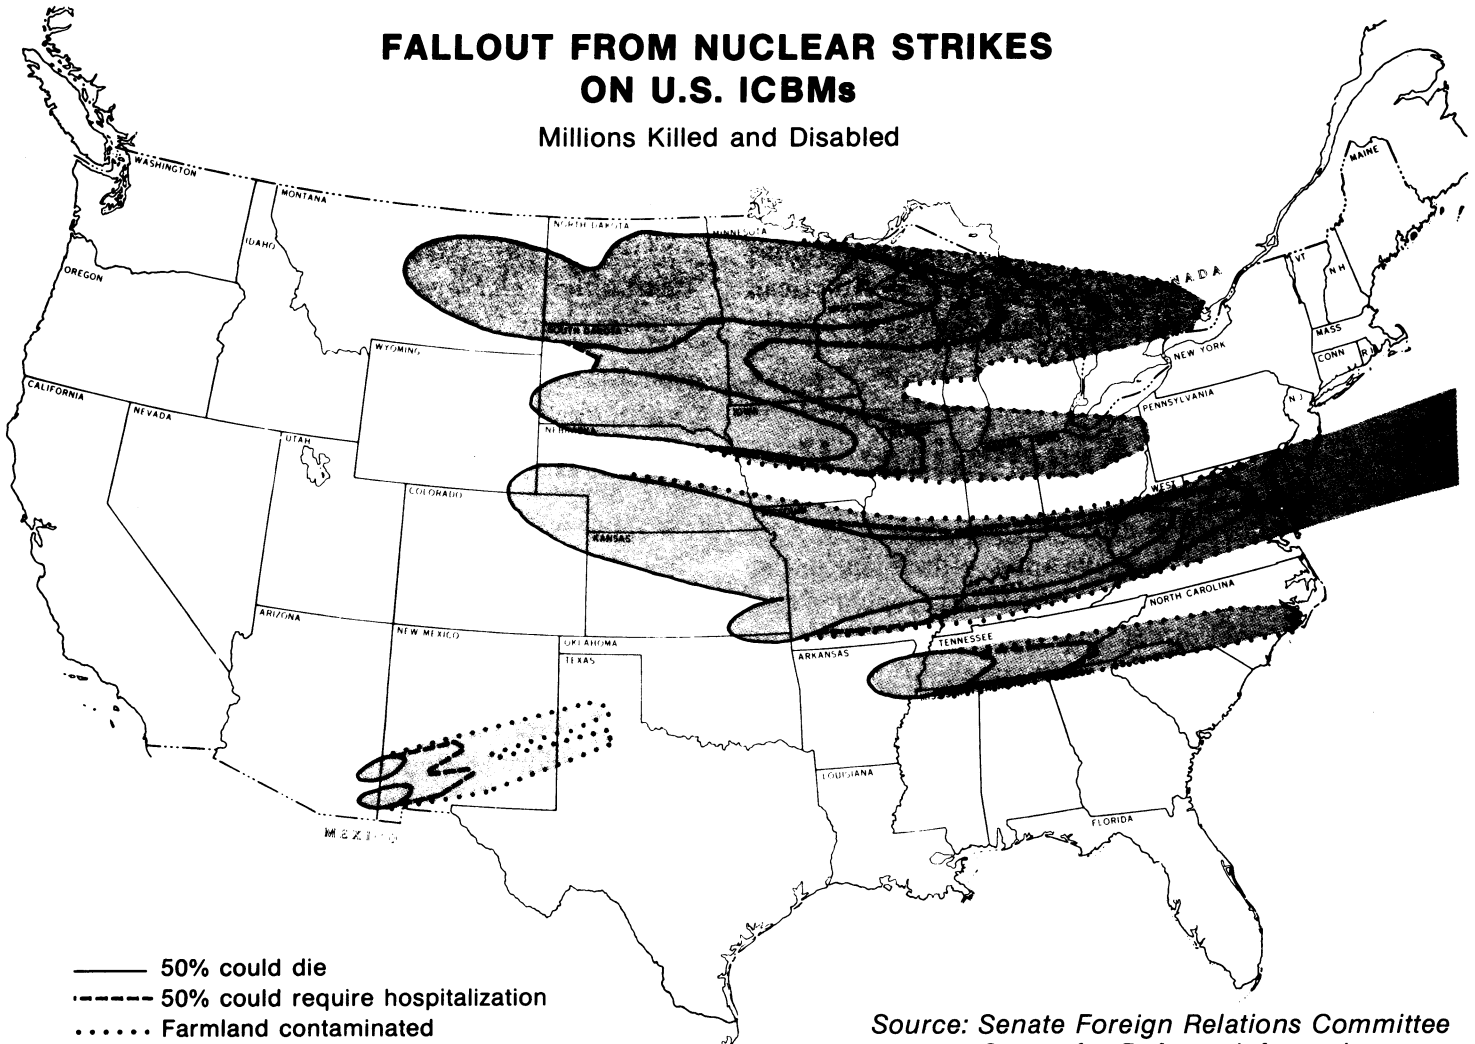 FALLOUT FROM NUCLEAR STRIKES
ON U.S. ICBMs
Millions Killed and Disabled
WASHINGTON
MONTANA
IDAHO
OREGON
NORTH DAKOTA
MINNESOTA
MAINE
VT
N H
MASS
CONN
R I
NEW YORK
N A D A
SOUTH DAKOTA
WYOMING
CALIFORNIA
NEVADA
UTAH
NEBRASKA
IOWA
PENNSYLVANIA
N J
COLORADO
KANSAS
WEST
ARIZONA
NEW MEXICO
OKLAHOMA
TEXAS
ARKANSAS
TENNESSEE
NORTH CAROLINA
LOUISIANA
FLORIDA
MEXICO
50% could die
50% could require hospitalization
Farmland contaminated
Source: Senate Foreign Relations Committee